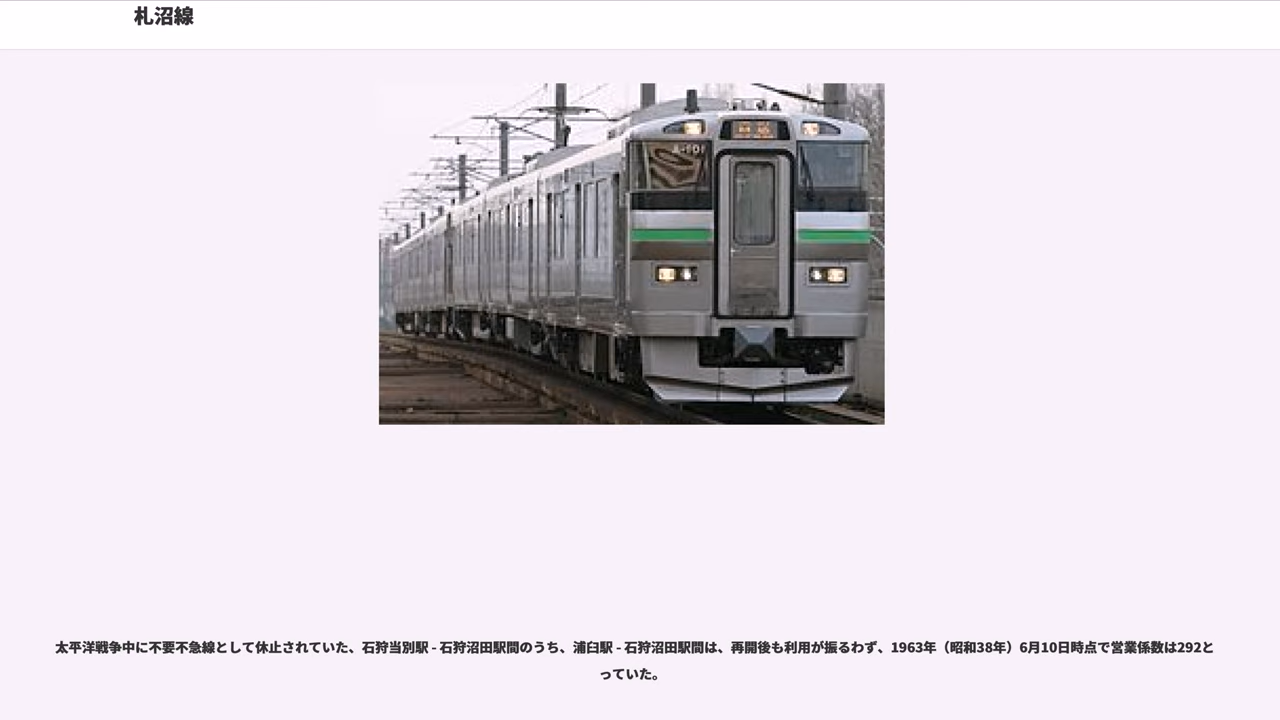 札沼線
A-101
太平洋戦争中に不要不急線として休止されていた、石狩当別駅 - 石狩沼田駅間のうち、浦臼駅 - 石狩沼田駅間は、再開後も利用が振るわず、1963年（昭和38年）6月10日時点で営業係数は292と
っていた。